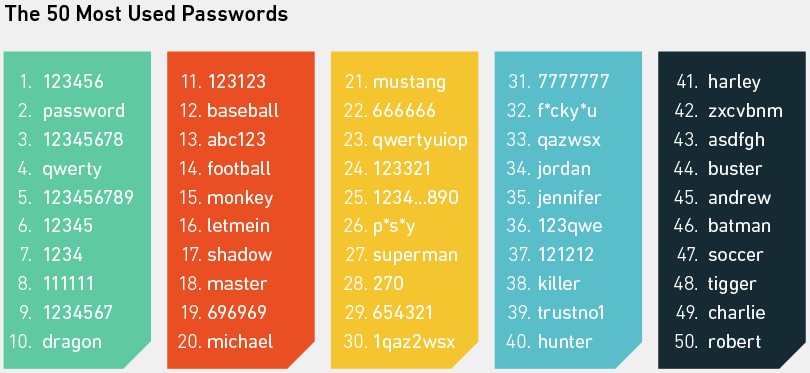 The 50 Most Used Passwords
1. 123456
2. password
3. 12345678
4. qwerty
5. 123456789
6. 12345
7. 1234
8. 111111
9. 1234567
10. dragon
11. 123123
12. baseball
13. abc123
14. football
15. monkey
16. letmein
17. shadow
18. master
19. 696969
20. michael
21. mustang
22. 666666
23. qwertyuiop
24. 123321
25. 1234...890
26. p*s*y
27. superman
28. 270
29. 654321
30. 1qaz2wsx
31. 7777777
32. f*cky*u
33. qazwsx
34. jordan
35. jennifer
36. 123qwe
37. 121212
38. killer
39. trustno1
40. hunter
41. harley
42. zxcvbnm
43. asdfgh
44. buster
45. andrew
46. batman
47. soccer
48. tigger
49. charlie
50. robert